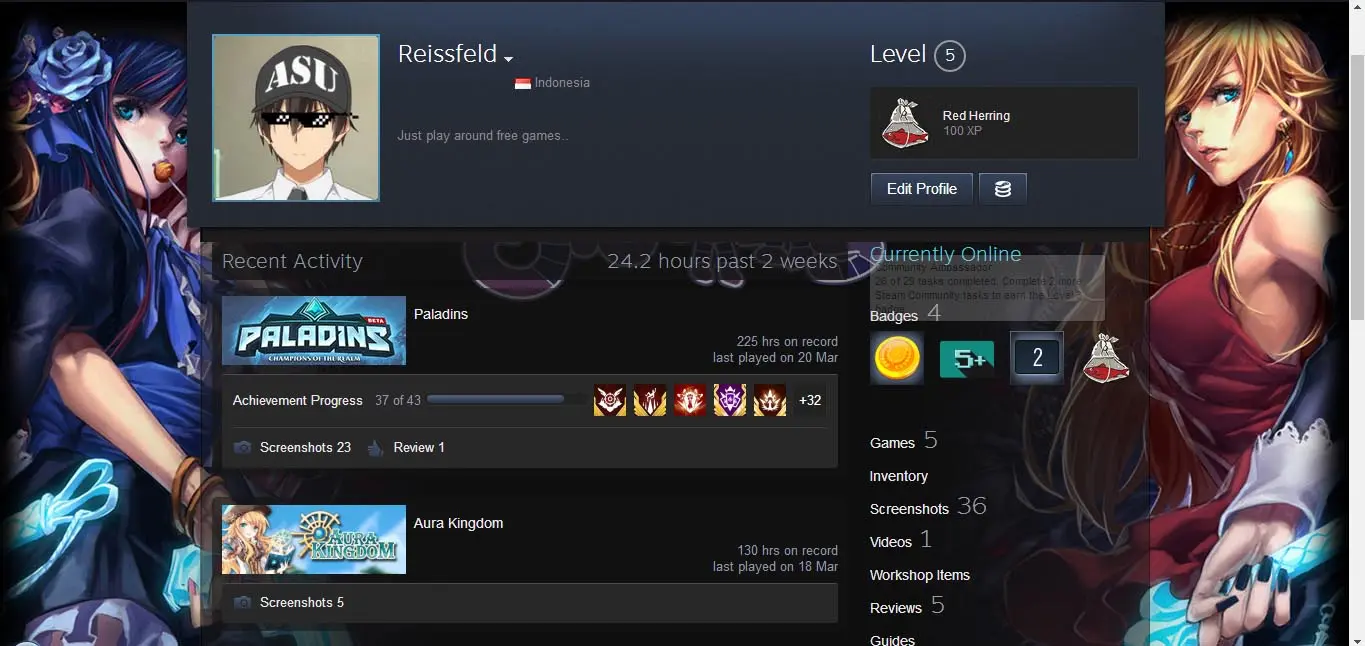 Reissfeld
Indonesia
Just play around free games..
ASU
Level 5
Red Herring
100 XP
Edit Profile
Recent Activity
24.2 hours past 2 weeks
PALADINS
BETA
CHAMPIONS OF THE REALM
Paladins
225 hrs on record
last played on 20 Mar
Achievement Progress 37 of 43
+32
Screenshots 23 Review 1
AURA
KINGDOM
Aura Kingdom
130 hrs on record
last played on 18 Mar
Screenshots 5
Currently Online
Community Ambassador
28 of 29 tasks completed. Complete 2 more
Steam Community tasks to earn the Level
Badges 4
5+
2
Games 5
Inventory
Screenshots 36
Videos 1
Workshop Items
Reviews 5
Guides